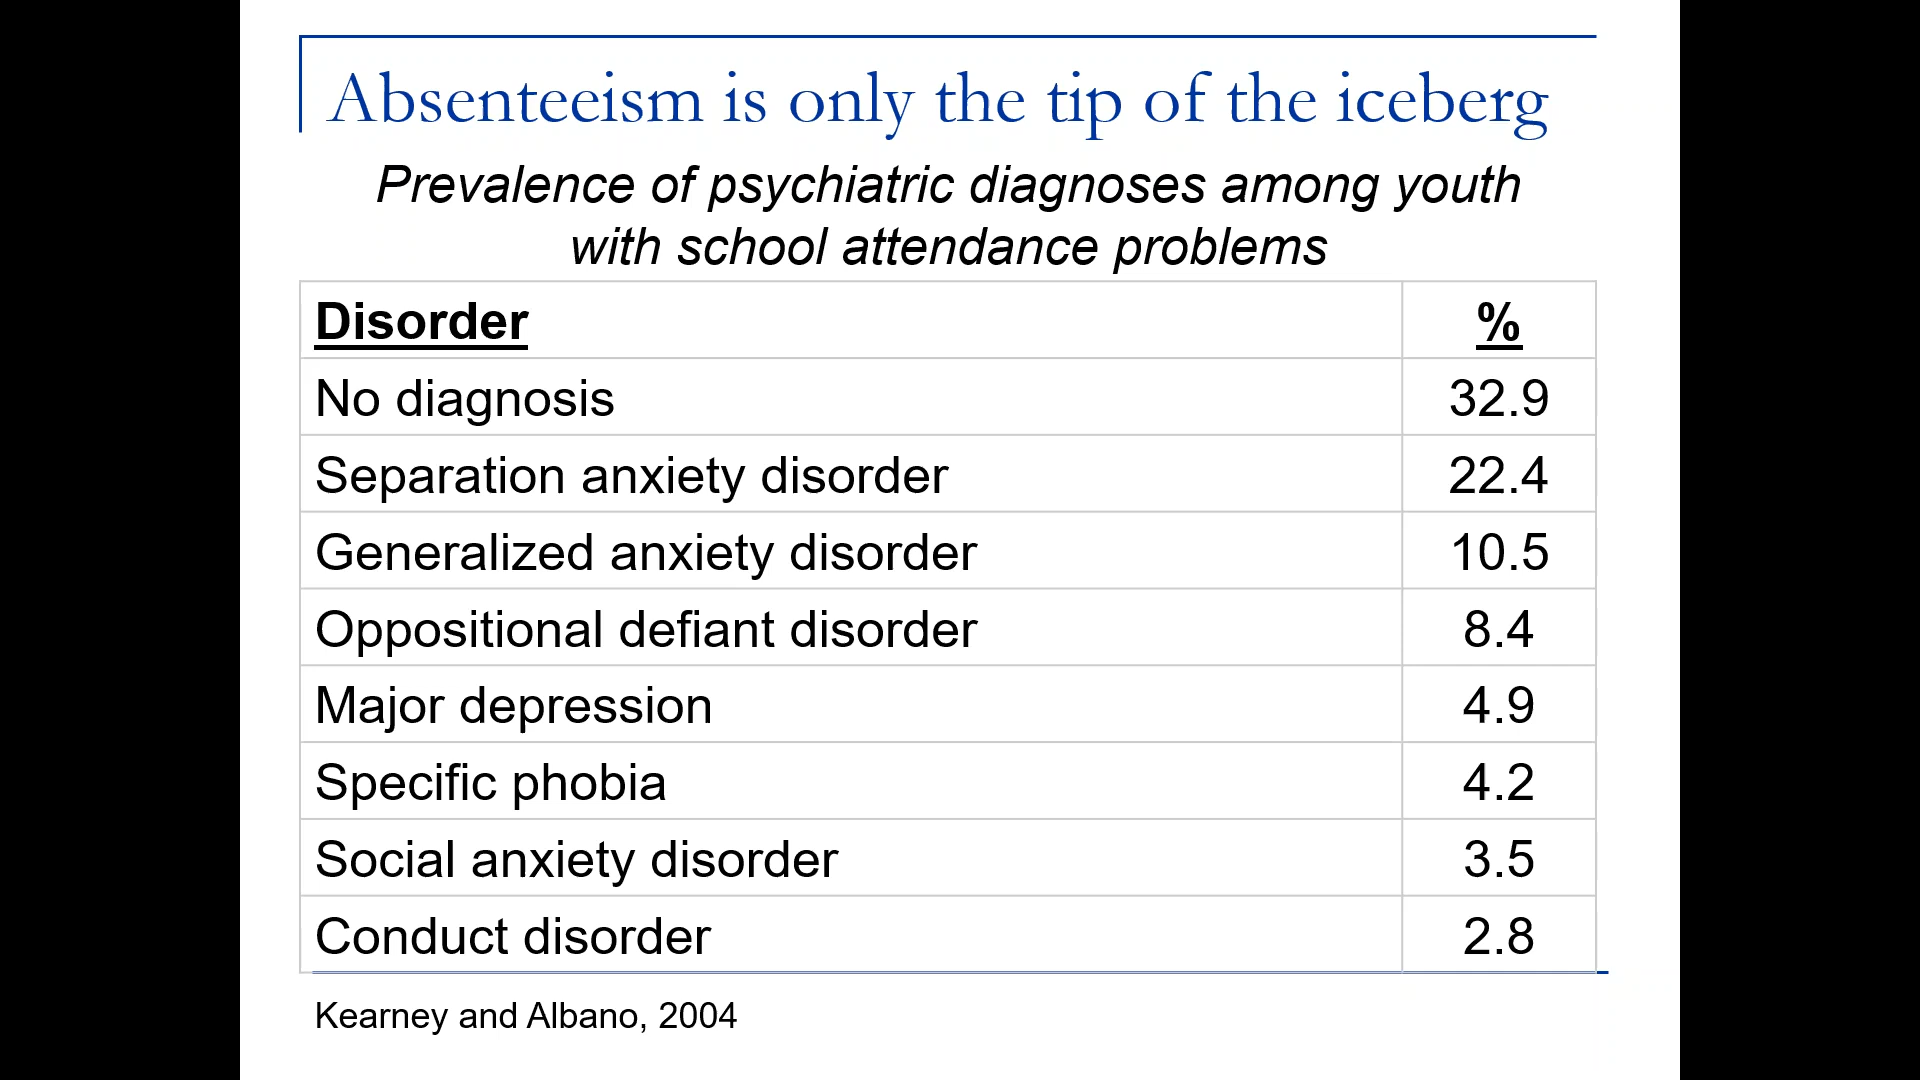 Absenteeism is only the tip of the iceberg
Prevalence of psychiatric diagnoses among youth
with school attendance problems
Disorder %
No diagnosis 32.9
Separation anxiety disorder 22.4
Generalized anxiety disorder 10.5
Oppositional defiant disorder 8.4
Major depression 4.9
Specific phobia 4.2
Social anxiety disorder 3.5
Conduct disorder 2.8
Kearney and Albano, 2004